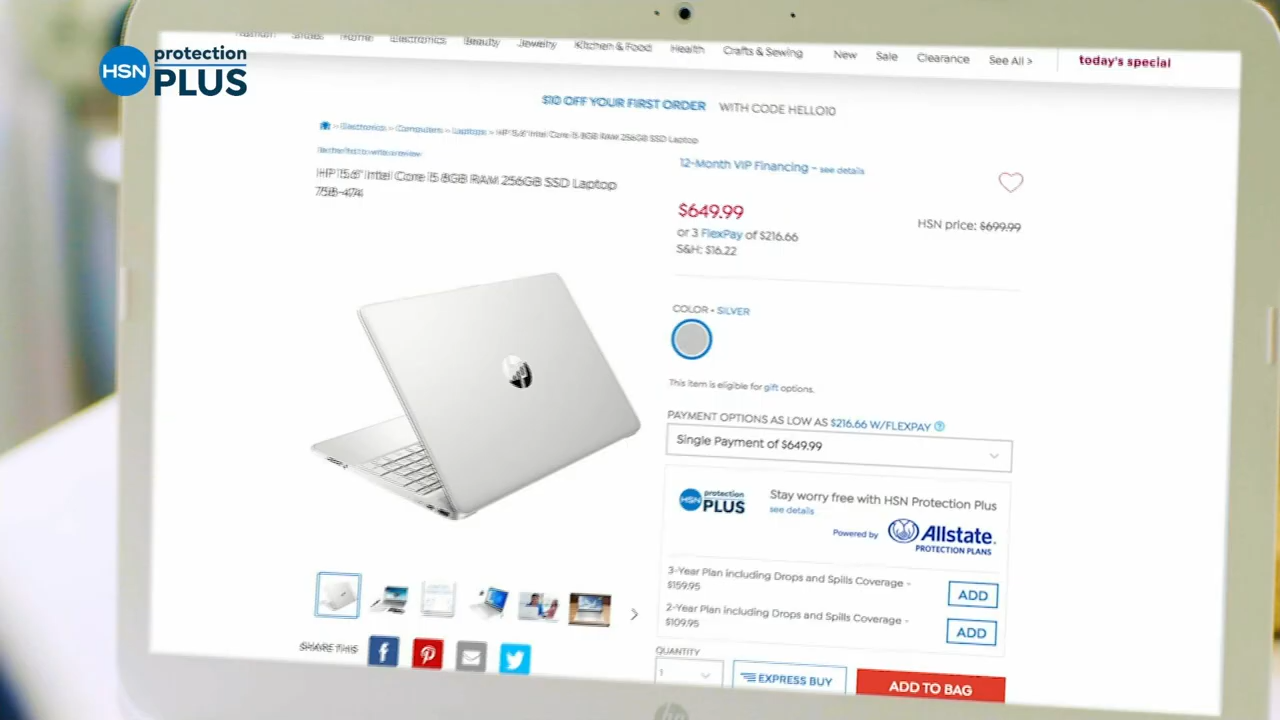 HSN protection PLUS
Fashion Shoes Home Electronics Beauty Jewelry Kitchen & Food Health Crafts & Sewing New Sale Clearance See All > today's special
$10 OFF YOUR FIRST ORDER WITH CODE HELLO10
> Electronics > Computers > Laptops > HP 15.6" Intel Core i5 8GB RAM 256GB SSD Laptop
Be the first to write a review
HP 15.6" Intel Core i5 8GB RAM 256GB SSD Laptop
758-474
12-Month VIP Financing - see details
$649.99
HSN price: $699.99
or 3 FlexPay of $216.66
S&H: $16.22
COLOR - SILVER
This item is eligible for gift options.
PAYMENT OPTIONS AS LOW AS $216.66 W/FLEXPAY ?
Single Payment of $649.99
HSN protection PLUS
Stay worry free with HSN Protection Plus
see details
Powered by Allstate.
PROTECTION PLANS
3-Year Plan including Drops and Spills Coverage -
$159.95
ADD
2-Year Plan including Drops and Spills Coverage -
$109.95
ADD
SHARE THIS
QUANTITY
1
EXPRESS BUY
ADD TO BAG
hp